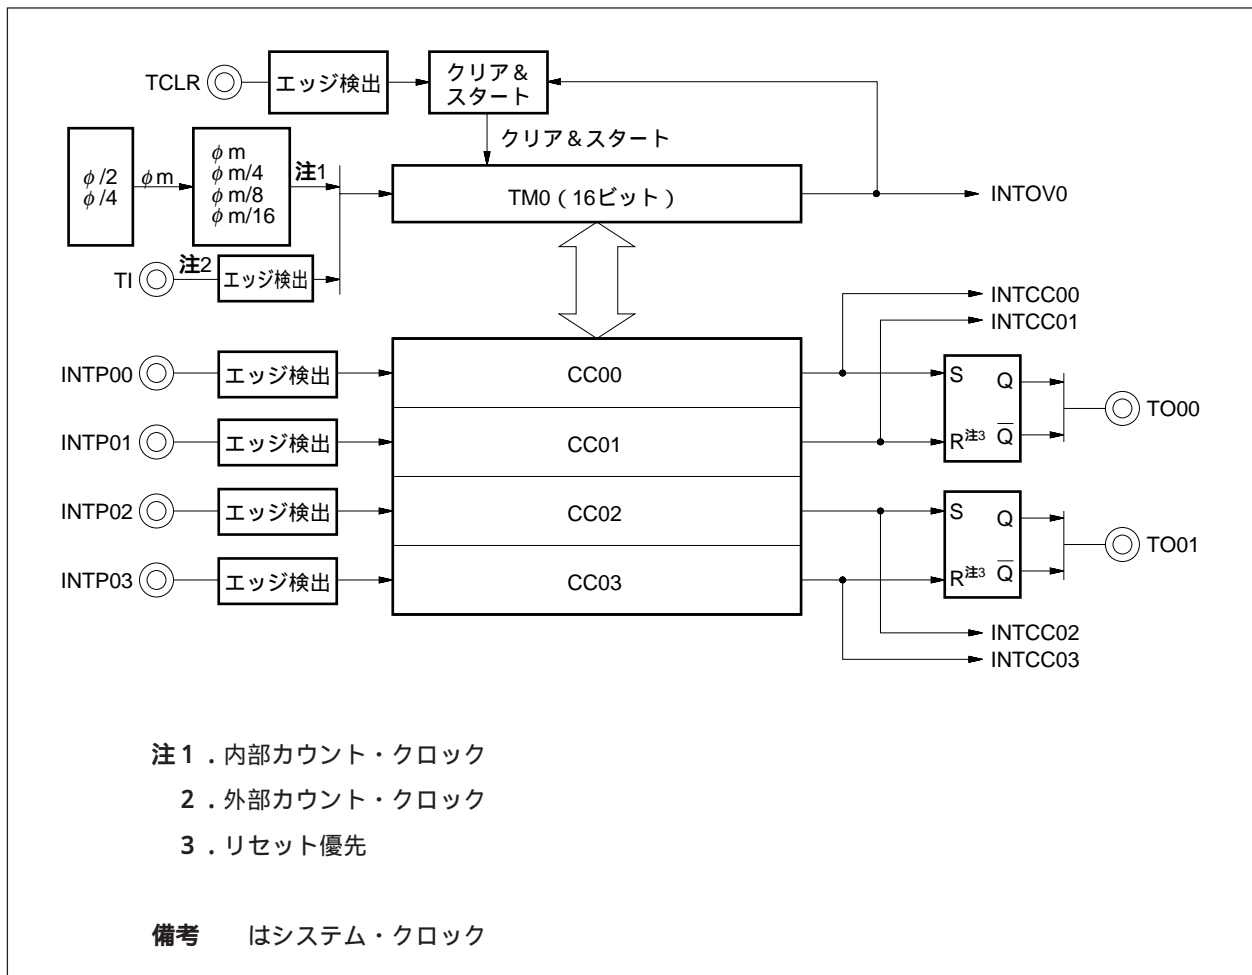 TCLR
エッジ検出
クリア＆
スタート
クリア＆スタート
φ/2
φ/4
φm
φm
φm/4
φm/8
φm/16
注1
TM0（16ビット）
INTOV0
TI
注2
エッジ検出
INTCC00
INTCC01
INTP00
エッジ検出
CC00
S
Q
TO00
INTP01
エッジ検出
CC01
R注3
Q̅
INTP02
エッジ検出
CC02
S
Q
TO01
INTP03
エッジ検出
CC03
R注3
Q̅
INTCC02
INTCC03
注1．内部カウント・クロック
2．外部カウント・クロック
3．リセット優先
備考　はシステム・クロック